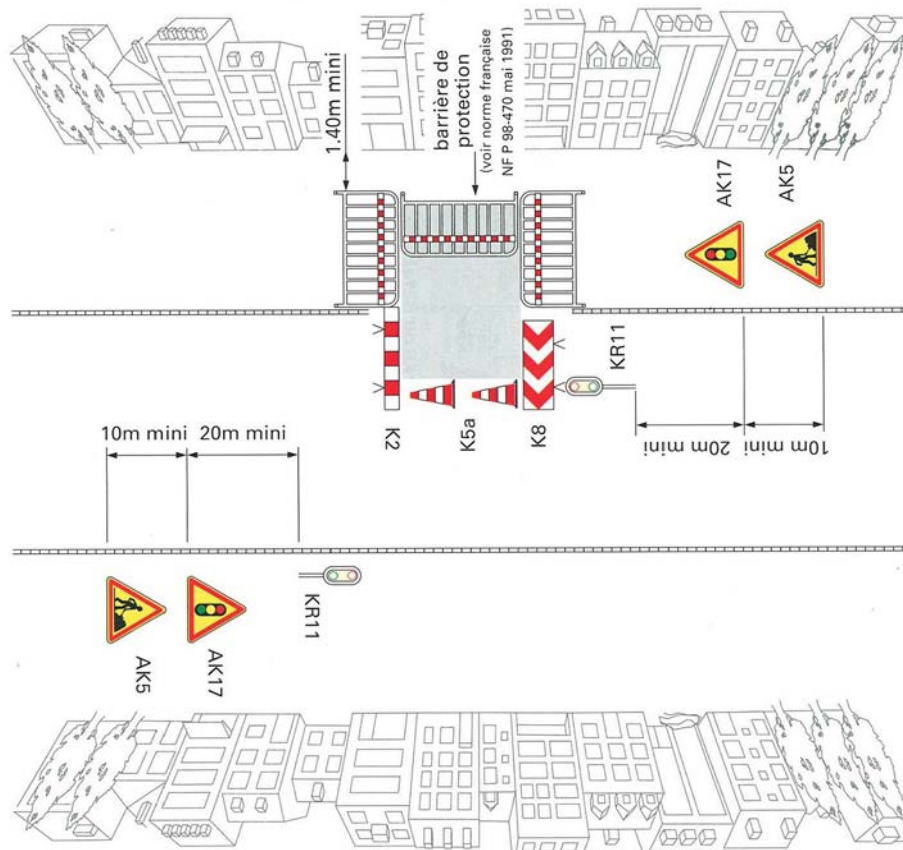 1.40m mini
barrière de
protection
(voir norme française
NF P 98-470 mai 1991)
AK17
AK5
KR11
K2
K5a
K8
20m mini
10m mini
10m mini
20m mini
KR11
AK5
AK17